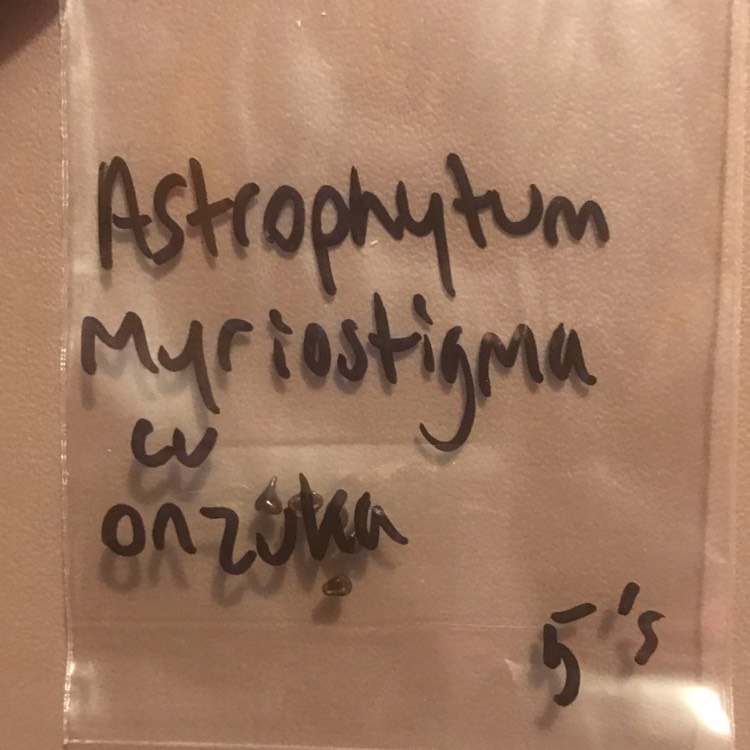 Astrophytum
Myriostigma
cv
onzuka
5's